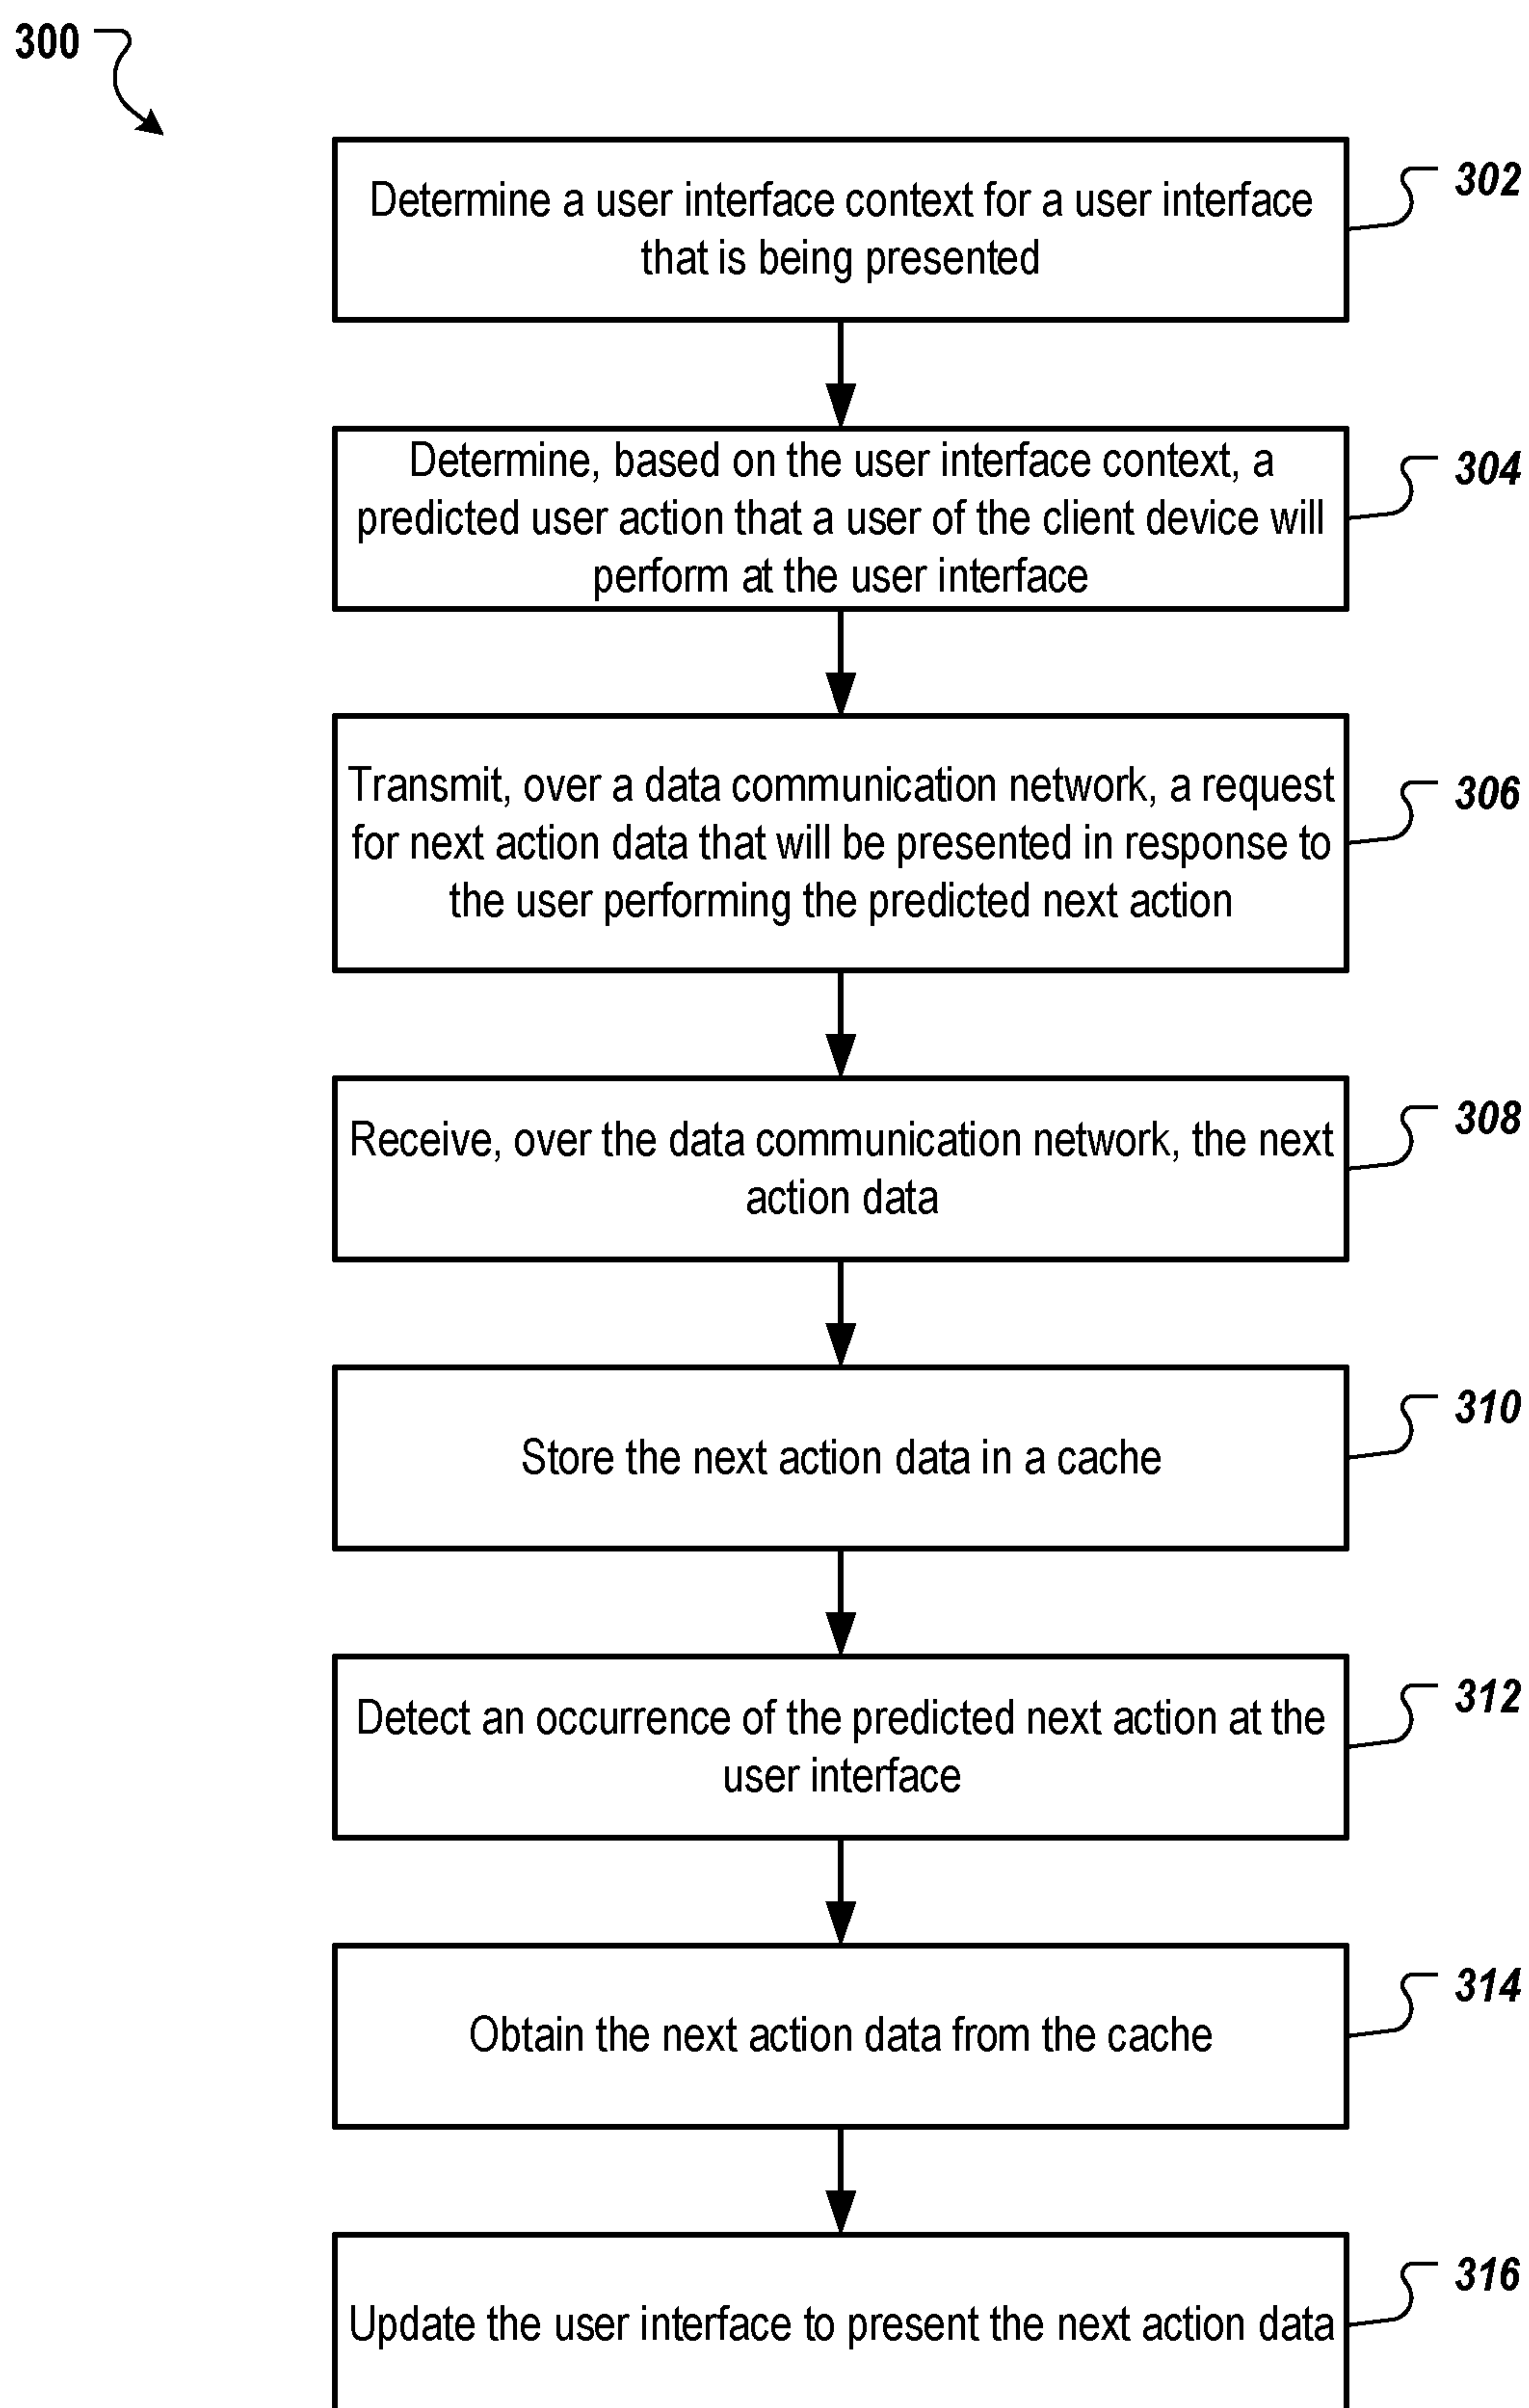 300
Determine a user interface context for a user interface
that is being presented
302
Determine, based on the user interface context, a
predicted user action that a user of the client device will
perform at the user interface
304
Transmit, over a data communication network, a request
for next action data that will be presented in response to
the user performing the predicted next action
306
Receive, over the data communication network, the next
action data
308
Store the next action data in a cache
310
Detect an occurrence of the predicted next action at the
user interface
312
Obtain the next action data from the cache
314
Update the user interface to present the next action data
316